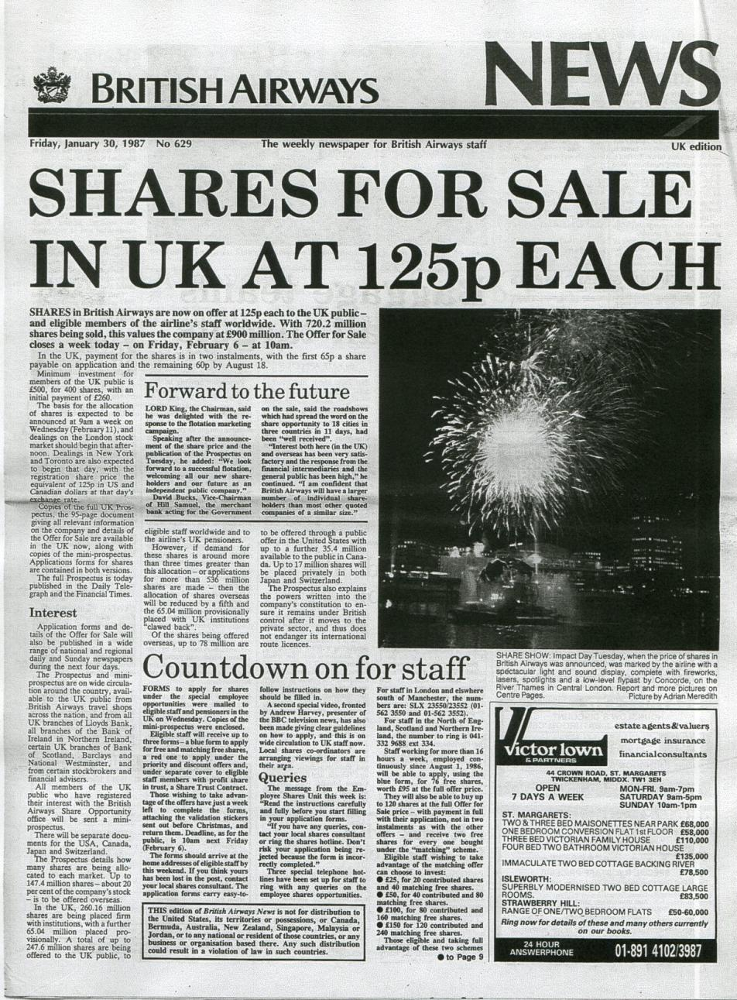 BRITISH AIRWAYS
NEWS
Friday, January 30, 1987 No 629
The weekly newspaper for British Airways staff
UK edition
SHARES FOR SALE
IN UK AT 125p EACH
SHARES in British Airways are now on offer at 125p each to the UK public –
and eligible members of the airline's staff worldwide. With 720.2 million
shares being sold, this values the company at £900 million. The Offer for Sale
closes a week today – on Friday, February 6 – at 10am.
In the UK, payment for the shares is in two instalments, with the first 65p a share
payable on application and the remaining 60p by August 18.
Minimum investment for
members of the UK public is
£500, for 400 shares, with an
initial payment of £260.
The basis for the allocation
of shares is expected to be
announced at 9am a week on
Wednesday (February 11), and
dealings on the London stock
market should begin that after-
noon. Dealings in New York
and Toronto are also expected
to begin that day, with the
registration share price the
equivalent of 125p in US and
Canadian dollars at that day's
exchange rate.
Copies of the full UK Pros-
pectus, the 95-page document
giving all relevant information
on the company and details of
the Offer for Sale are available
in the UK now, along with
copies of the mini-prospectus.
Applications forms for shares
are contained in both versions.
The full Prospectus is today
published in the Daily Tele-
graph and the Financial Times.
Interest
Application forms and de-
tails of the Offer for Sale will
also be published in a wide
range of national and regional
daily and Sunday newspapers
during the next four days.
The Prospectus and mini-
prospectus are on wide circula-
tion around the country, avail-
able to the UK public from
British Airways travel shops
across the nation, and from all
UK branches of Lloyds Bank,
all branches of the Bank of
Ireland in Northern Ireland,
certain UK branches of Bank
of Scotland, Barclays and
National Westminster, and
from certain stockbrokers and
financial advisers.
All members of the UK
public who have registered
their interest with the British
Airways Share Opportunity
office will be sent a mini-
prospectus.
There will be separate docu-
ments for the USA, Canada,
Japan and Switzerland.
The Prospectus details how
many shares are being allo-
cated to each market. Up to
147.4 million shares – about 20
per cent of the company's stock
– is to be offered overseas.
In the UK, 260.16 million
shares are being placed firm
with institutions, with a further
65.04 million placed pro-
visionally. A total of up to
247.6 million shares are being
offered to the UK public, to
Forward to the future
LORD King, the Chairman, said
he was delighted with the re-
sponse to the flotation marketing
campaign.
Speaking after the announce-
ment of the share price and the
publication of the Prospectus on
Tuesday, he added: "We look
forward to a successful flotation,
welcoming all our new share-
holders and our future as an
independent public company."
David Bucks, Vice-Chairman
of Hill Samuel, the merchant
bank acting for the Government
on the sale, said the roadshows
which had spread the word on the
share opportunity to 18 cities in
three countries in 11 days, had
been "well received".
"Interest both here (in the UK)
and overseas has been very satis-
factory and the response from the
financial intermediaries and the
general public has been high," he
continued. "I am confident that
British Airways will have a larger
number of individual share-
holders than most other quoted
companies of a similar size."
eligible staff worldwide and to
the airline's UK pensioners.
However, if demand for
these shares is around more
than three times greater than
this allocation – or applications
for more than 536 million
shares are made – then the
allocation of shares overseas
will be reduced by a fifth and
the 65.04 million provisionally
placed with UK institutions
"clawed back".
Of the shares being offered
overseas, up to 78 million are
to be offered through a public
offer in the United States with
up to a further 35.4 million
available to the public in Cana-
da. Up to 17 million shares will
be placed privately in both
Japan and Switzerland.
The Prospectus also explains
the powers written into the
company's constitution to en-
sure it remains under British
control after it moves to the
private sector, and thus does
not endanger its international
route licences.
SHARE SHOW: Impact Day Tuesday, when the price of shares in
British Airways was announced, was marked by the airline with a
spectacular light and sound display, complete with fireworks,
lasers, spotlights and a low-level flypast by Concorde, on the
River Thames in Central London. Report and more pictures on
Centre Pages. Picture by Adrian Meredith
Countdown on for staff
FORMS to apply for shares
under the special employee
opportunities were mailed to
eligible staff and pensioners in the
UK on Wednesday. Copies of the
mini-prospectus were enclosed.
Eligible staff will receive up to
three forms – a blue form to apply
for free and matching free shares,
a red one to apply under the
priority and discount offers and,
under separate cover to eligible
staff members with profit share
in trust, a Share Trust Contract.
Those wishing to take advan-
tage of the offers have just a week
left to complete the forms,
attaching the validation stickers
sent out before Christmas, and
return them. Deadline, as for the
public, is 10am next Friday
(February 6).
The forms should arrive at the
home addresses of eligible staff by
this weekend. If you think yours
has been lost in the post, contact
your local shares consultant. The
application forms carry easy-to-
follow instructions on how they
should be filled in.
A second special video, fronted
by Andrew Harvey, presenter of
the BBC television news, has also
been made giving clear guidelines
on how to apply, and this is on
wide circulation to UK staff now.
Local shares co-ordinators are
arranging viewings for staff in
their area.
Queries
The message from the Em-
ployee Shares Unit this week is:
"Read the instructions carefully
and fully before you start filling
in your application forms.
"If you have any queries, con-
tact your local shares consultant
or ring the shares hotline. Don't
risk your application being re-
jected because the form is incor-
rectly completed."
Three special telephone hot-
lines have been set up for staff to
ring with any queries on the
employee shares opportunities.
For staff in London and elswhere
south of Manchester, the num-
bers are: SLX 23550/23552 (01-
562 3550 and 01-562 3552).
For staff in the North of Eng-
land, Scotland and Northern Ire-
land, the number to ring is 041-
332 9688 ext 334.
Staff working for more than 16
hours a week, employed con-
tinuously since August 1, 1986,
will be able to apply, using the
blue form, for 76 free shares,
worth £95 at the full offer price.
They will also be able to buy up
to 120 shares at the full Offer for
Sale price – with payment in full
with their application, not in two
instalments as with the other
offers – and receive two free
shares for every one bought
under the "matching" scheme.
Eligible staff wishing to take
advantage of the matching offer
can choose to invest:
● £25, for 20 contributed shares
and 40 matching free shares.
● £50, for 40 contributed and 80
matching free shares.
● £100, for 80 contributed and
160 matching free shares.
● £150 for 120 contributed and
240 matching free shares.
Those eligible and taking full
advantage of these two schemes
● to Page 9
THIS edition of British Airways News is not for distribution to
the United States, its territories or possessions, or Canada,
Bermuda, Australia, New Zealand, Singapore, Malaysia or
Jordan, or to any national or resident of those countries, or any
business or organisation based there. Any such distribution
could result in a violation of law in such countries.
Victor lown
& PARTNERS
estate agents & valuers
mortgage insurance
financial consultants
44 CROWN ROAD, ST. MARGARETS
TWICKENHAM, MIDDX. TW1 3EH
OPEN
7 DAYS A WEEK
MON-FRI. 9am-7pm
SATURDAY 9am-5pm
SUNDAY 10am-1pm
ST. MARGARETS:
TWO & THREE BED MAISONETTES NEAR PARK £68,000
ONE BEDROOM CONVERSION FLAT 1st FLOOR £58,000
THREE BED VICTORIAN FAMILY HOUSE £110,000
FOUR BED TWO BATHROOM VICTORIAN HOUSE
£135,000
IMMACULATE TWO BED COTTAGE BACKING RIVER
£78,500
ISLEWORTH:
SUPERBLY MODERNISED TWO BED COTTAGE LARGE
ROOMS. £83,500
STRAWBERRY HILL:
RANGE OF ONE/TWO BEDROOM FLATS £50-60,000
Ring now for details of these and many others currently
on our books.
24 HOUR
ANSWERPHONE
01-891 4102/3987